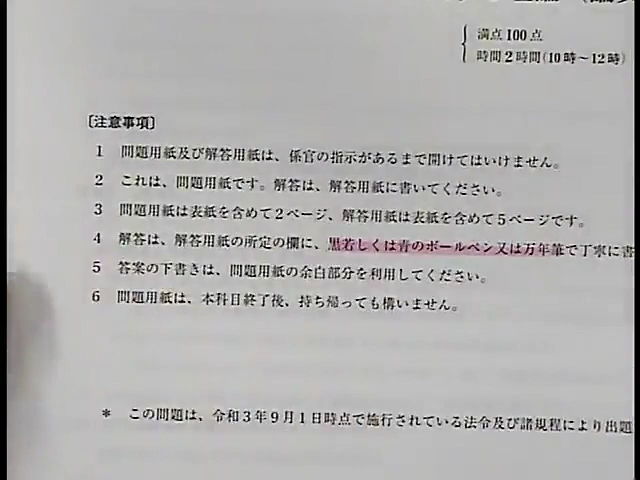 満点100点
時間2時間(10時～12時)
〔注意事項〕
1 問題用紙及び解答用紙は、係官の指示があるまで開けてはいけません。
2 これは、問題用紙です。解答は、解答用紙に書いてください。
3 問題用紙は表紙を含めて2ページ、解答用紙は表紙を含めて5ページです。
4 解答は、解答用紙の所定の欄に、黒若しくは青のボールペン又は万年筆で丁寧に書
5 答案の下書きは、問題用紙の余白部分を利用してください。
6 問題用紙は、本科目終了後、持ち帰っても構いません。
* この問題は、令和3年9月1日時点で施行されている法令及び諸規程により出題